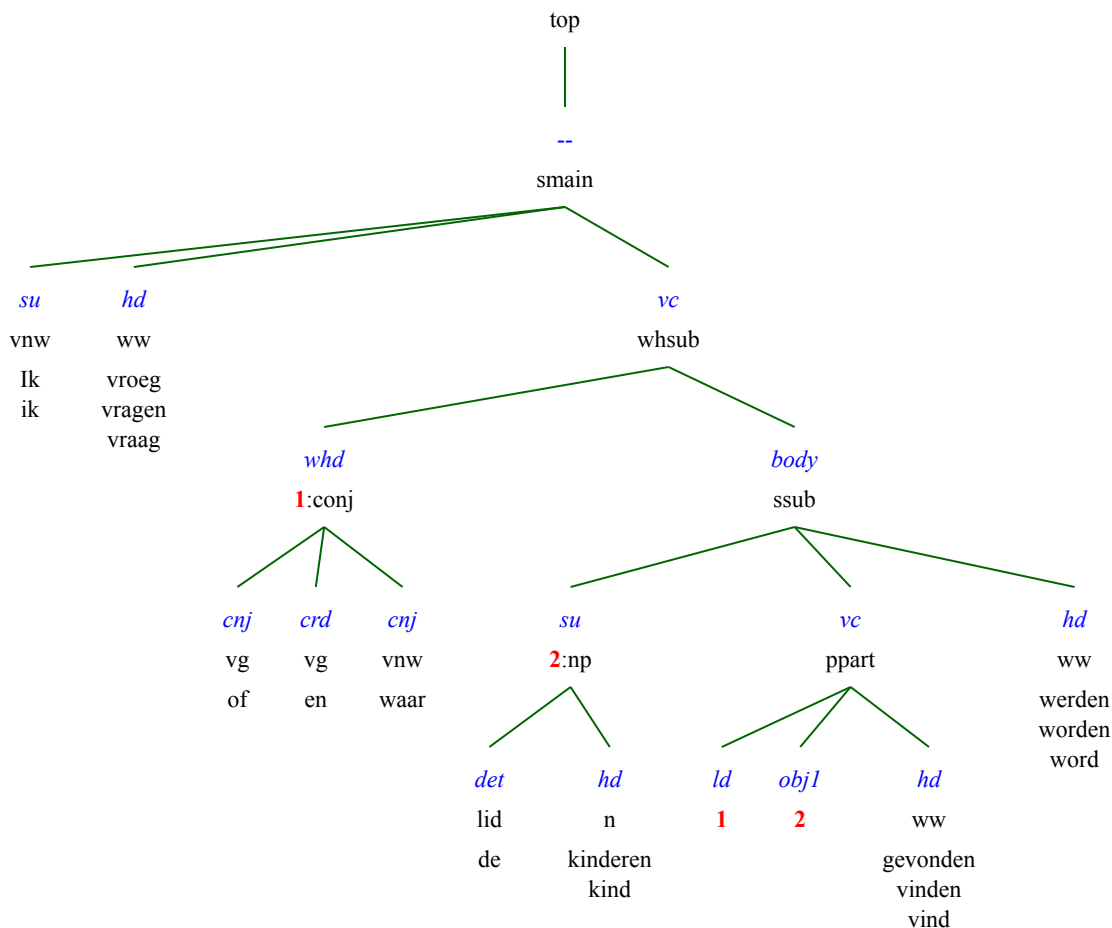 top
--
smain
su hd vc
vnw ww whsub
Ik vroeg
ik vragen
vraag
whd body
1:conj ssub
cnj crd cnj su vc hd
vg vg vnw 2:np ppart ww
of en waar werden
worden
word
det hd ld obj1 hd
lid n 1 2 ww
de kinderen gevonden
kind vinden
vind